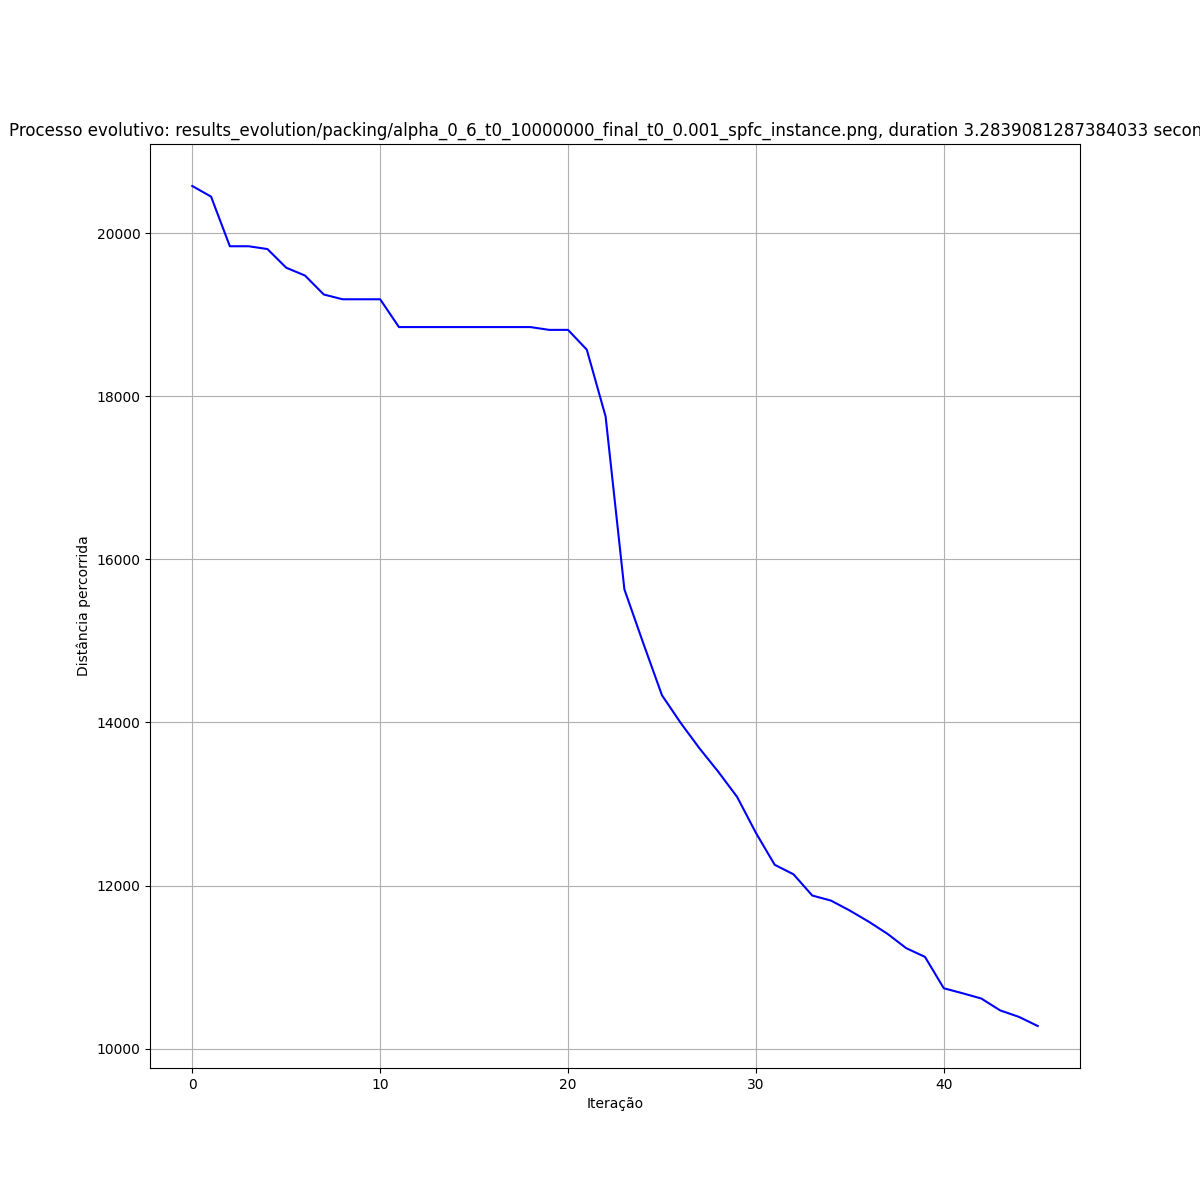 Processo evolutivo: results_evolution/packing/alpha_0_6_t0_10000000_final_t0_0.001_spfc_instance.png, duration 3.2839081287384033 secon
20000
18000
16000
14000
12000
10000
Distância percorrida
0 10 20 30 40
Iteração